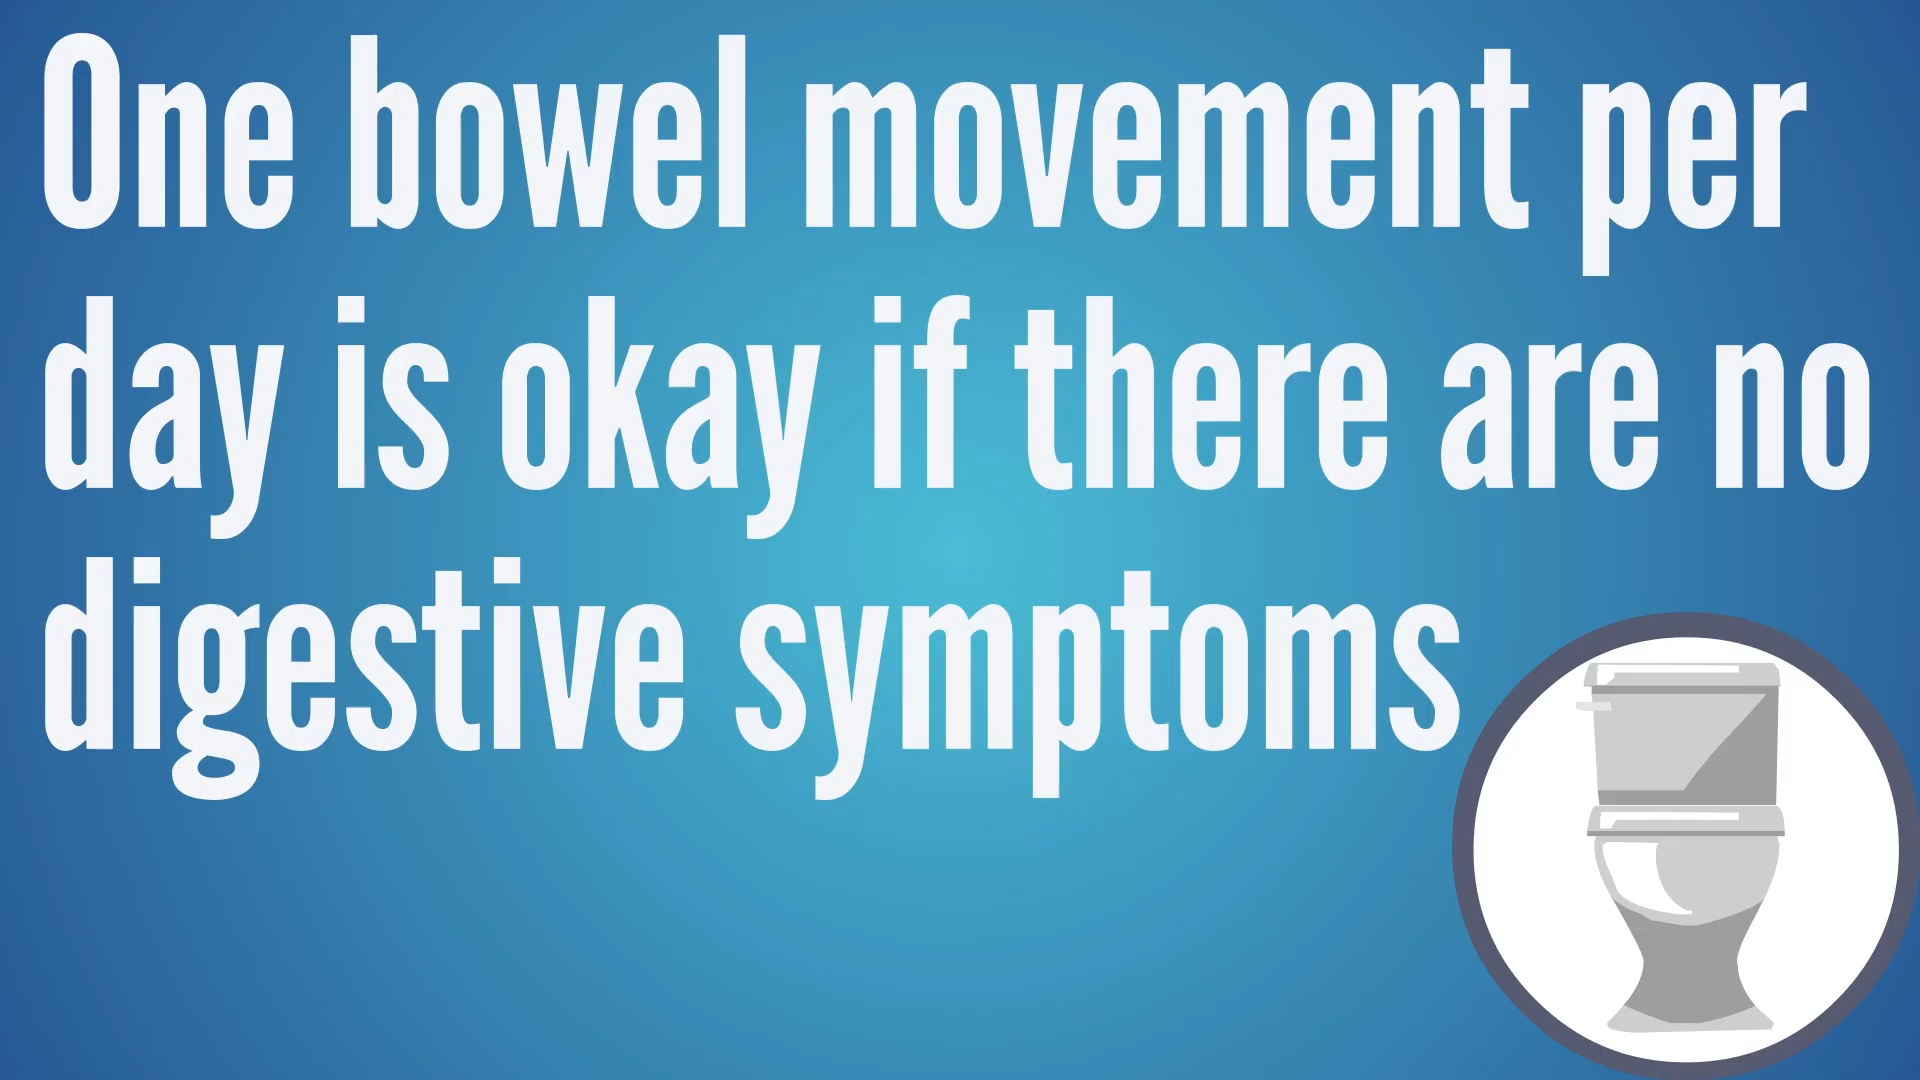 One bowel movement per
day is okay if there are no
digestive symptoms